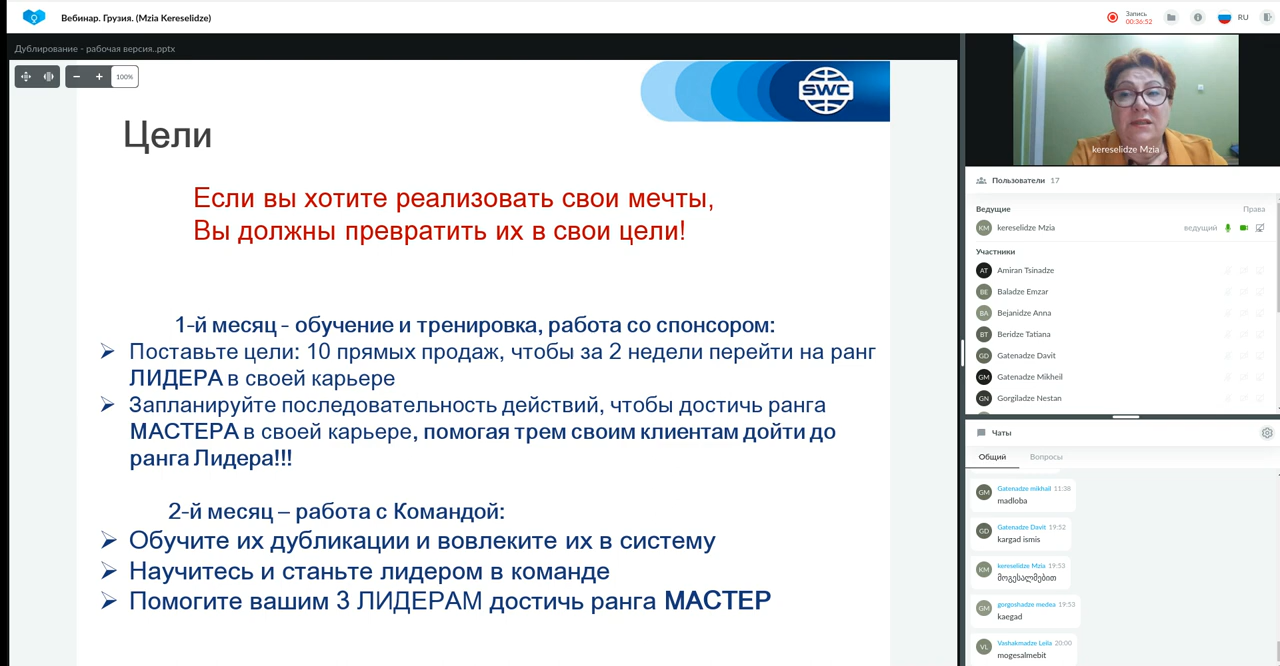 Вебинар. Грузия. (Mzia Kereselidze)
Запись
00:36:52
RU
Дублирование - рабочая версия..pptx
100%
SWC
Цели
Если вы хотите реализовать свои мечты,
Вы должны превратить их в свои цели!
1-й месяц - обучение и тренировка, работа со спонсором:
Поставьте цели: 10 прямых продаж, чтобы за 2 недели перейти на ранг
ЛИДЕРА в своей карьере
Запланируйте последовательность действий, чтобы достичь ранга
МАСТЕРА в своей карьере, помогая трем своим клиентам дойти до
ранга Лидера!!!
2-й месяц – работа с Командой:
Обучите их дубликации и вовлеките их в систему
Научитесь и станьте лидером в команде
Помогите вашим 3 ЛИДЕРАМ достичь ранга МАСТЕР
kereselidze Mzia
Пользователи 17
Ведущие Права
KM kereselidze Mzia ведущий
Участники
AT Amiran Tsinadze
BE Baladze Emzar
BA Bejanidze Anna
BT Beridze Tatiana
GD Gatenadze Davit
GM Gatenadze Mikheil
GN Gorgiladze Nestan
Чаты
Общий Вопросы
GM Gatenadze mikhail 11:38
madloba
GD Gatenadze Davit 19:52
kargad ismis
KM kereselidze Mzia 19:53
მოგესალმებით
GM gorgoshadze medea 19:53
kaegad
VL Vashakmadze Leila 20:00
mogesalmebit